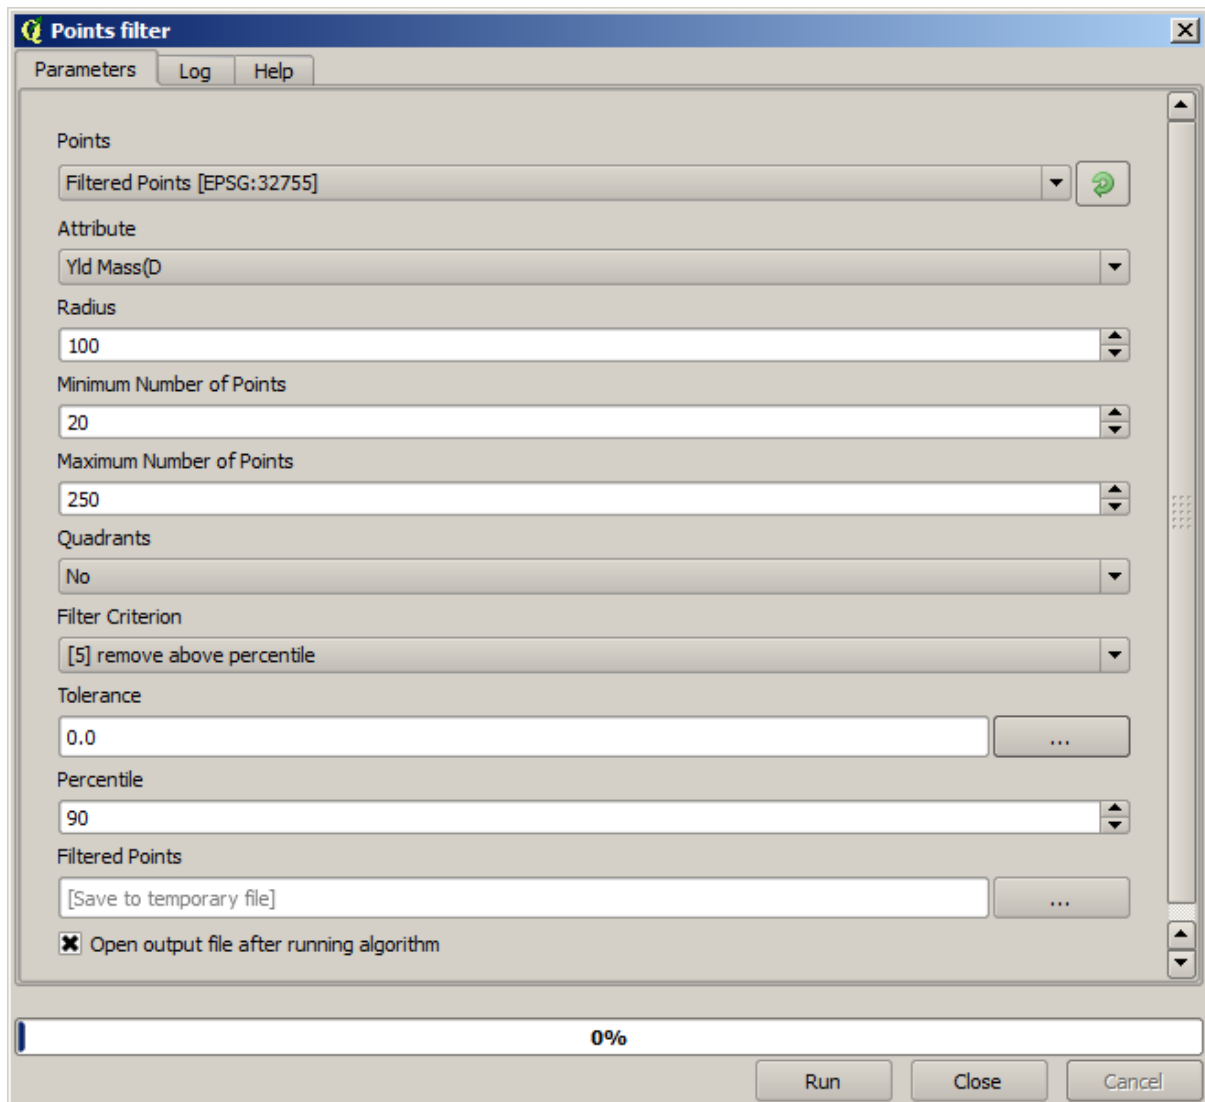 Points filter
Parameters Log Help
Points
Filtered Points [EPSG:32755]
Attribute
Yld Mass(D
Radius
100
Minimum Number of Points
20
Maximum Number of Points
250
Quadrants
No
Filter Criterion
[5] remove above percentile
Tolerance
0.0 ...
Percentile
90
Filtered Points
[Save to temporary file] ...
Open output file after running algorithm
0%
Run Close Cancel